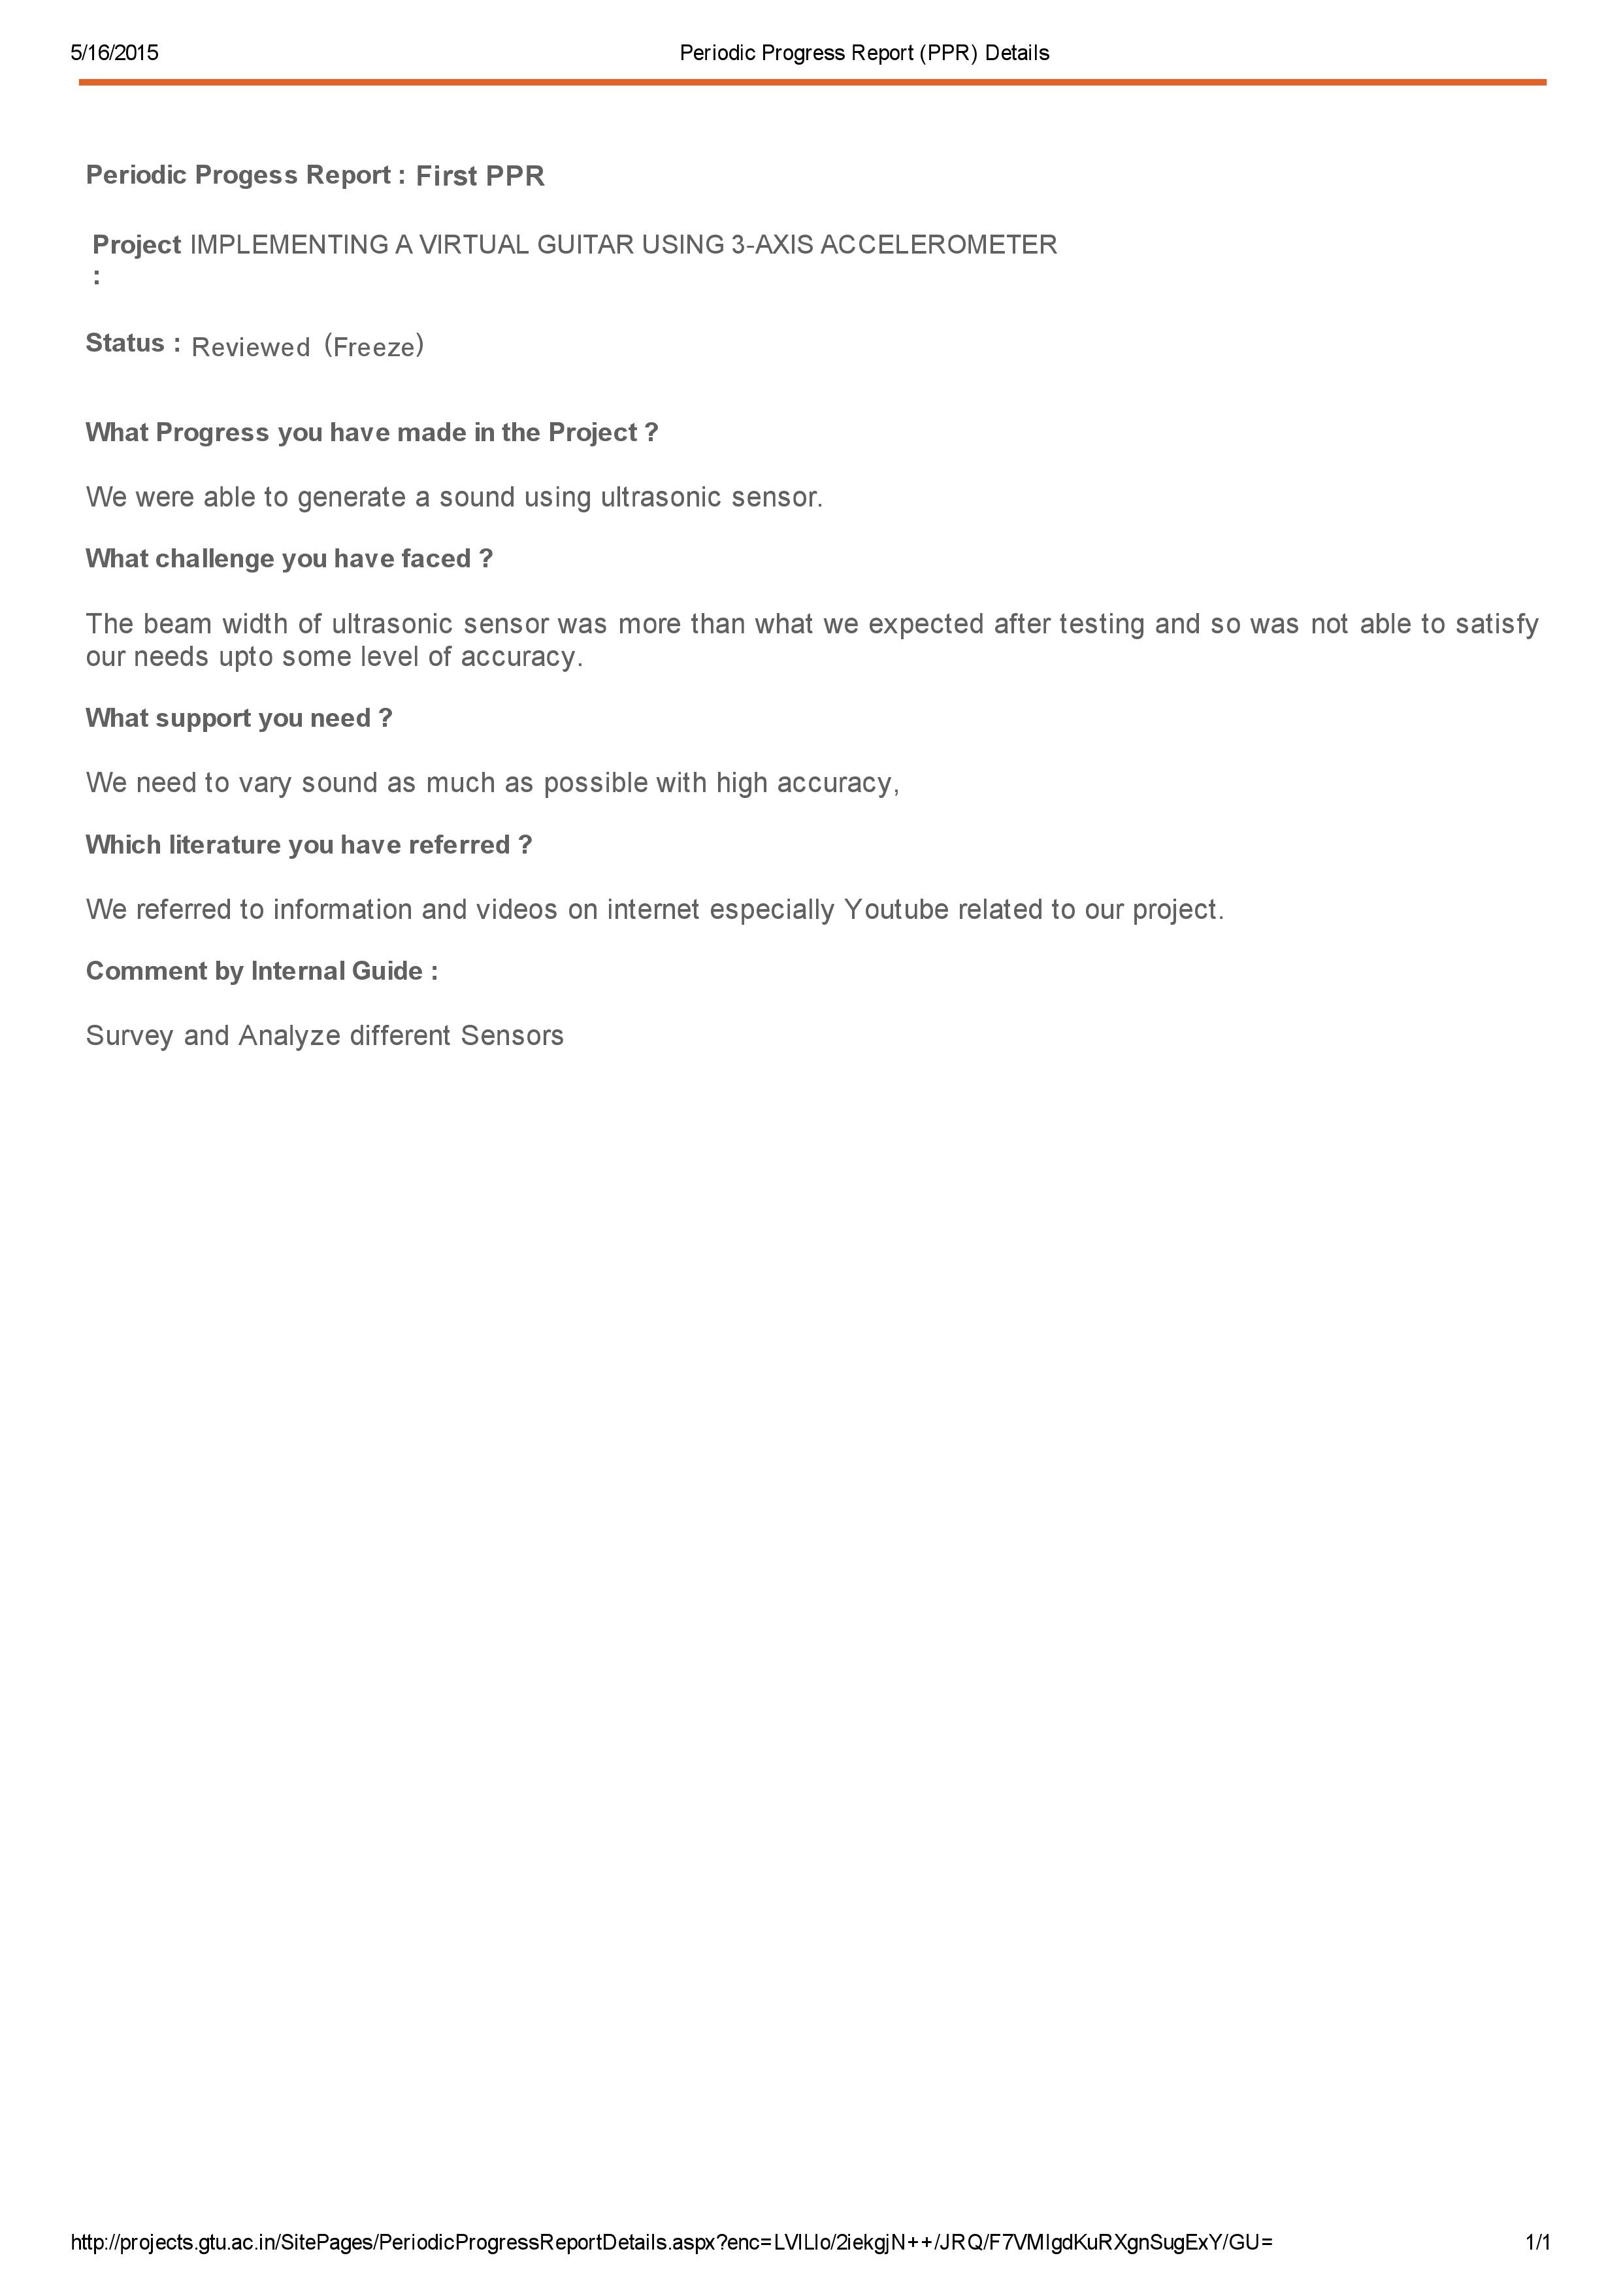 5/16/2015 Periodic Progress Report (PPR) Details
Periodic Progess Report : First PPR
Project IMPLEMENTING A VIRTUAL GUITAR USING 3-AXIS ACCELEROMETER
:
Status : Reviewed (Freeze)
What Progress you have made in the Project ?
We were able to generate a sound using ultrasonic sensor.
What challenge you have faced ?
The beam width of ultrasonic sensor was more than what we expected after testing and so was not able to satisfy
our needs upto some level of accuracy.
What support you need ?
We need to vary sound as much as possible with high accuracy,
Which literature you have referred ?
We referred to information and videos on internet especially Youtube related to our project.
Comment by Internal Guide :
Survey and Analyze different Sensors
http://projects.gtu.ac.in/SitePages/PeriodicProgressReportDetails.aspx?enc=LVlLlo/2iekgjN++/JRQ/F7VMIgdKuRXgnSugExY/GU= 1/1